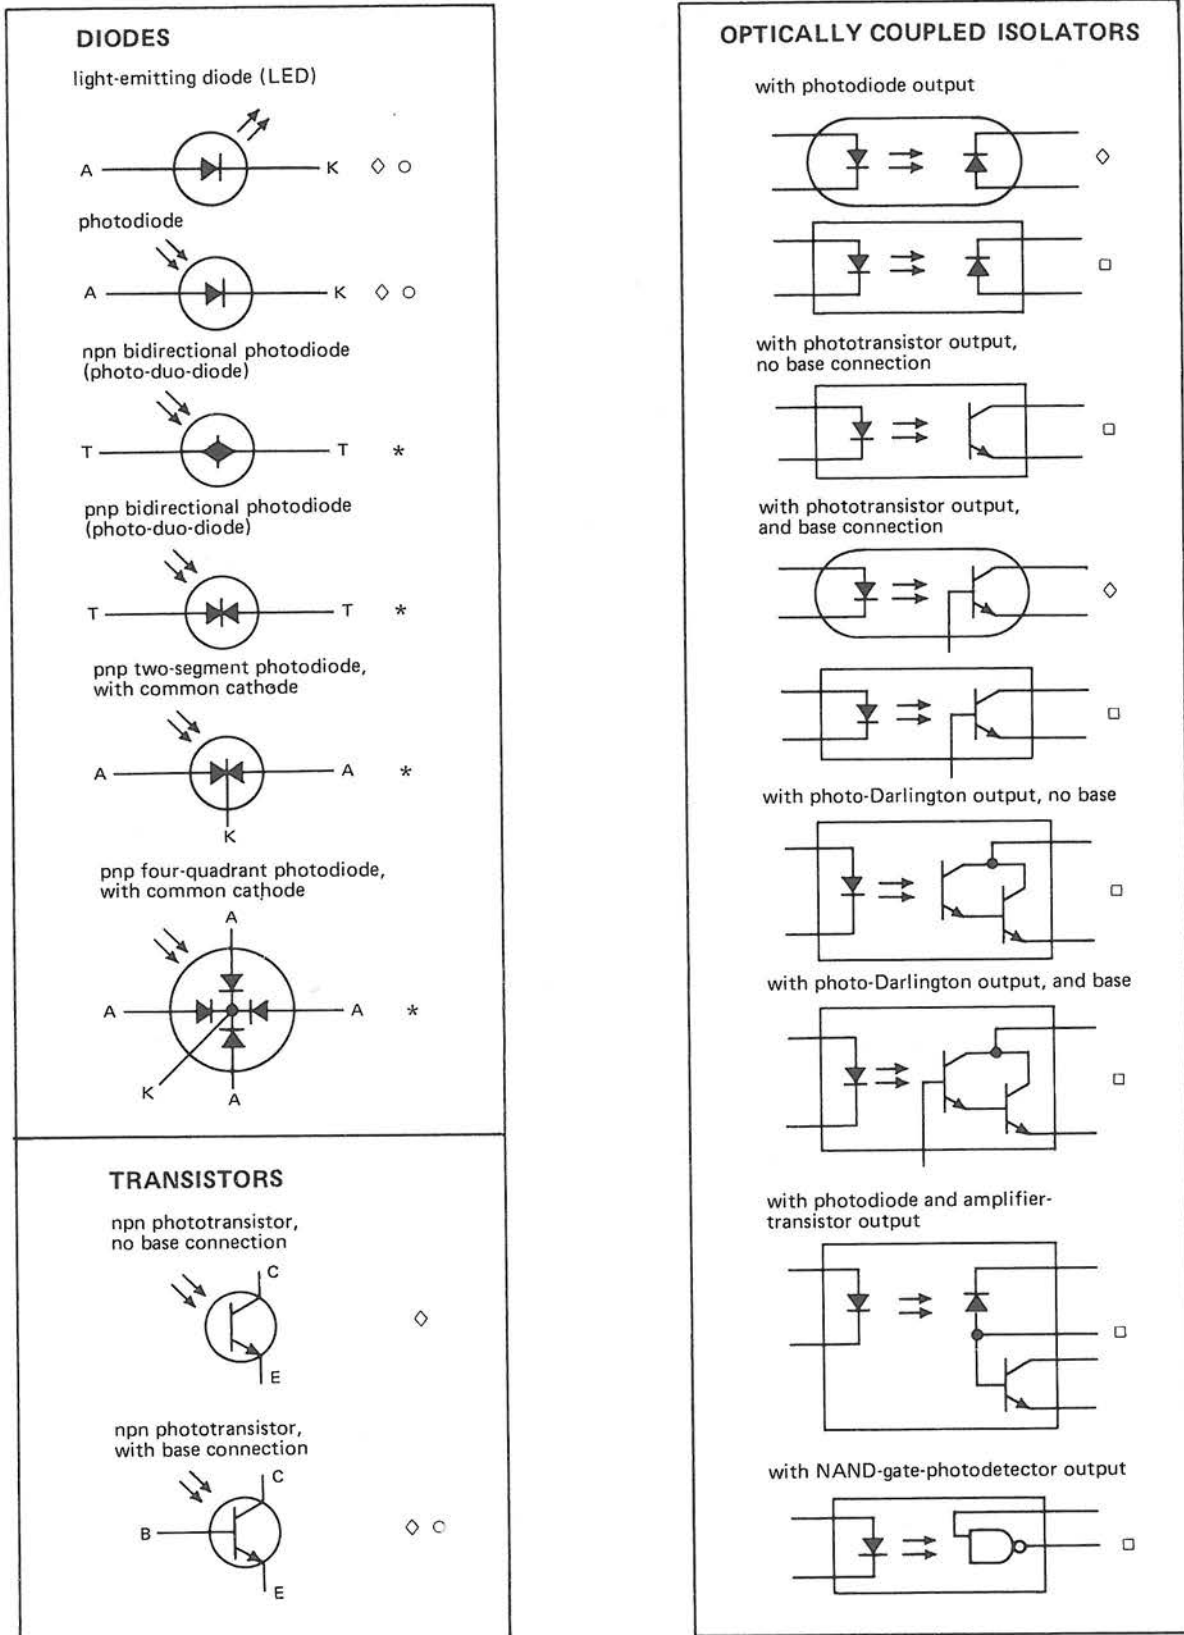 DIODES
light-emitting diode (LED)
A K ◇ ○
photodiode
A K ◇ ○
npn bidirectional photodiode
(photo-duo-diode)
T T *
pnp bidirectional photodiode
(photo-duo-diode)
T T *
pnp two-segment photodiode,
with common cathode
A A *
K
pnp four-quadrant photodiode,
with common cathode
A
A A *
K
A
TRANSISTORS
npn phototransistor,
no base connection
C
◇
E
npn phototransistor,
with base connection
C
B ◇ ○
E
OPTICALLY COUPLED ISOLATORS
with photodiode output
◇
□
with phototransistor output,
no base connection
□
with phototransistor output,
and base connection
◇
□
with photo-Darlington output, no base
□
with photo-Darlington output, and base
□
with photodiode and amplifier-
transistor output
□
with NAND-gate-photodetector output
□